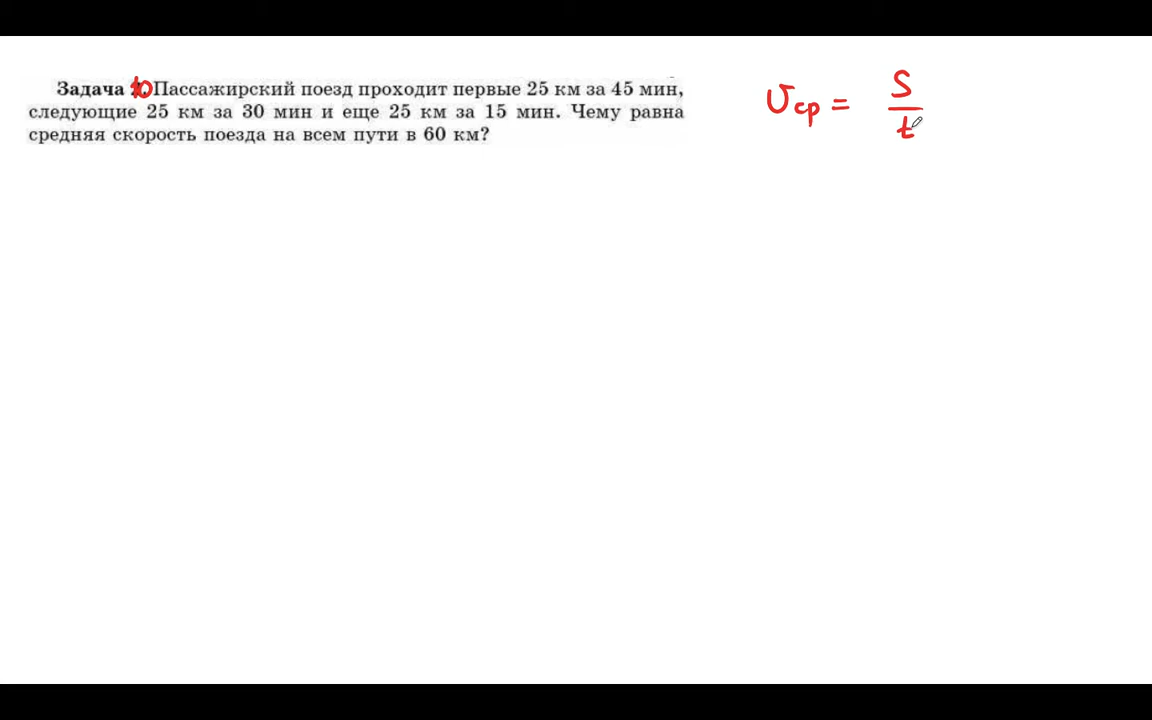 Задача 10. Пассажирский поезд проходит первые 25 км за 45 мин,
следующие 25 км за 30 мин и еще 25 км за 15 мин. Чему равна
средняя скорость поезда на всем пути в 60 км?
υср = S/t